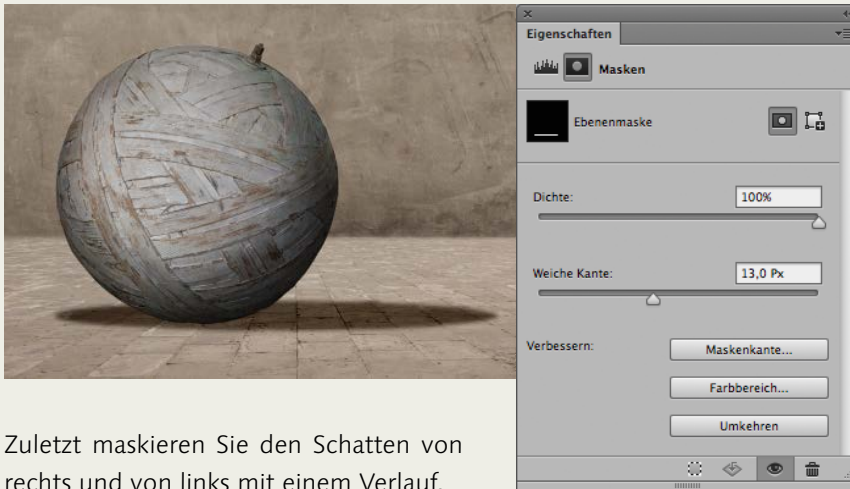 Eigenschaften
Masken
Ebenenmaske
Dichte: 100%
Weiche Kante: 13,0 Px
Verbessern: Maskenkante...
Farbbereich...
Umkehren
Zuletzt maskieren Sie den Schatten von
rechts und von links mit einem Verlauf.